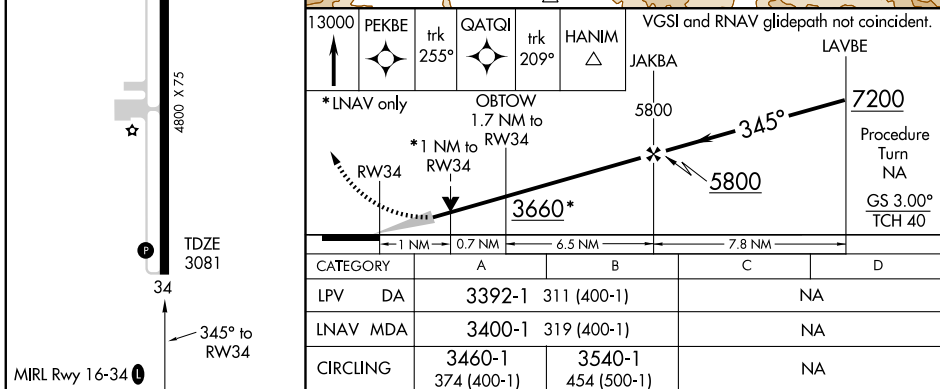 4800 X 75
P
TDZE
3081
34
345° to
RW34
MIRL Rwy 16-34 L
13000
PEKBE
trk
255°
QATQI
trk
209°
HANIM
VGSI and RNAV glidepath not coincident.
LAVBE
JAKBA
*LNAV only
OBTOW
1.7 NM to
RW34
5800
7200
345°
*1 NM to
RW34
RW34
Procedure
Turn
NA
5800
3660*
GS 3.00°
TCH 40
1 NM 0.7 NM 6.5 NM 7.8 NM
CATEGORY A B C D
LPV DA 3392-1 311 (400-1) NA
LNAV MDA 3400-1 319 (400-1) NA
CIRCLING 3460-1 3540-1 NA
374 (400-1) 454 (500-1)